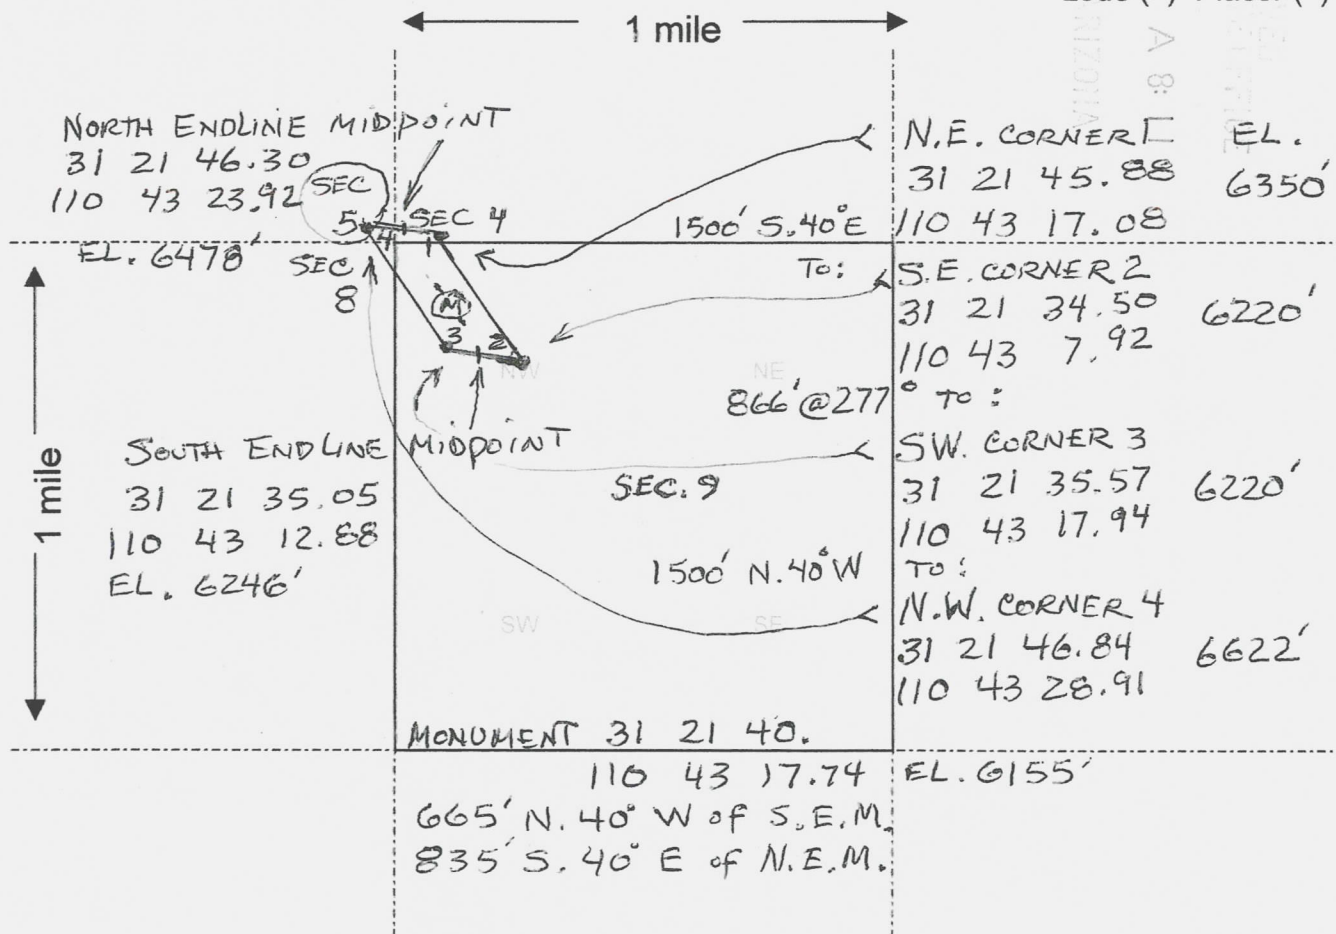 1 mile
NORTH ENDLINE MIDPOINT
31 21 46.30
110 43 23.92
SEC
5
4
SEC 4
1
EL. 6478'
SEC
8
M
3
2
NW
NE
SW
SE
1 mile
SOUTH ENDLINE MIDPOINT
31 21 35.05
110 43 12.88
EL. 6246'
SEC. 9
N.E. CORNER 1 EL.
31 21 45.88 6350'
110 43 17.08
1500' S.40°E
TO:
S.E. CORNER 2
31 21 34.50 6220'
110 43 7.92
866'@277° TO:
SW. CORNER 3
31 21 35.57 6220'
110 43 17.94
1500' N.40°W TO:
N.W. CORNER 4
31 21 46.84 6622'
110 43 28.91
MONUMENT 31 21 40.
110 43 17.74 EL. 6155'
665' N. 40° W of S.E.M.
835' S. 40° E of N.E.M.